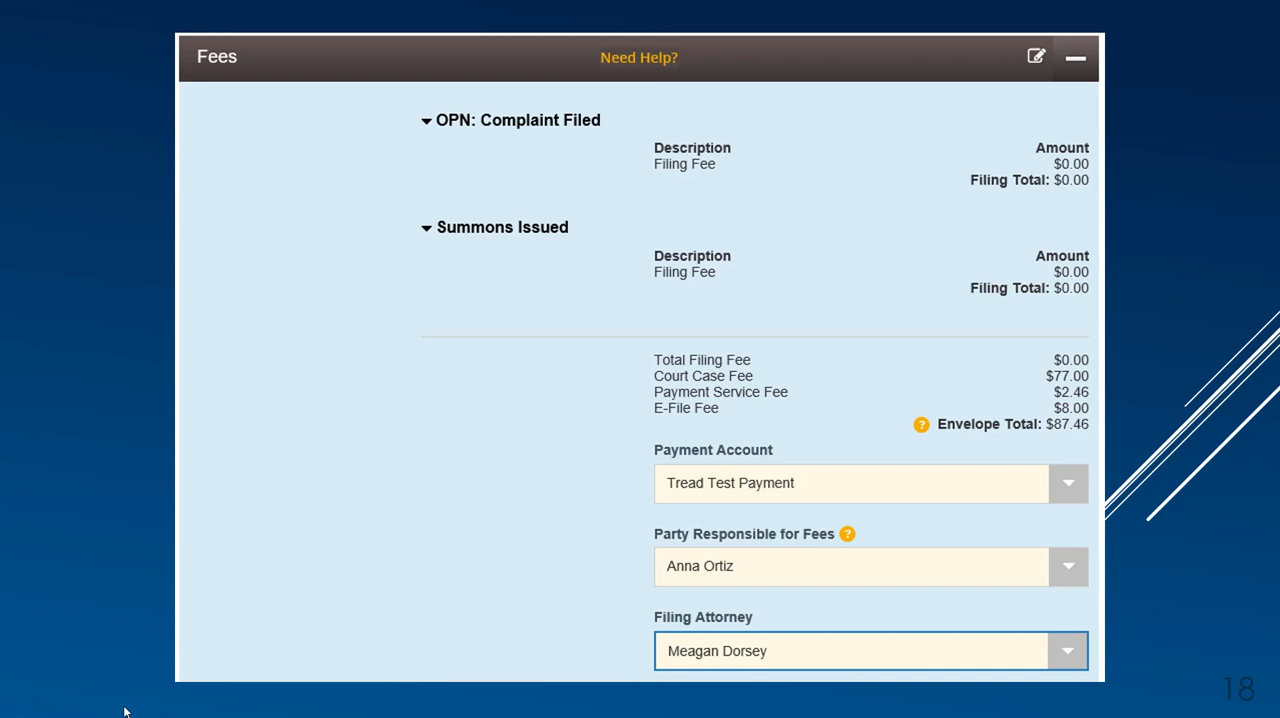 Fees Need Help?
OPN: Complaint Filed
Description Amount
Filing Fee $0.00
Filing Total: $0.00
Summons Issued
Description Amount
Filing Fee $0.00
Filing Total: $0.00
Total Filing Fee $0.00
Court Case Fee $77.00
Payment Service Fee $2.46
E-File Fee $8.00
? Envelope Total: $87.46
Payment Account
Tread Test Payment
Party Responsible for Fees ?
Anna Ortiz
Filing Attorney
Meagan Dorsey
18